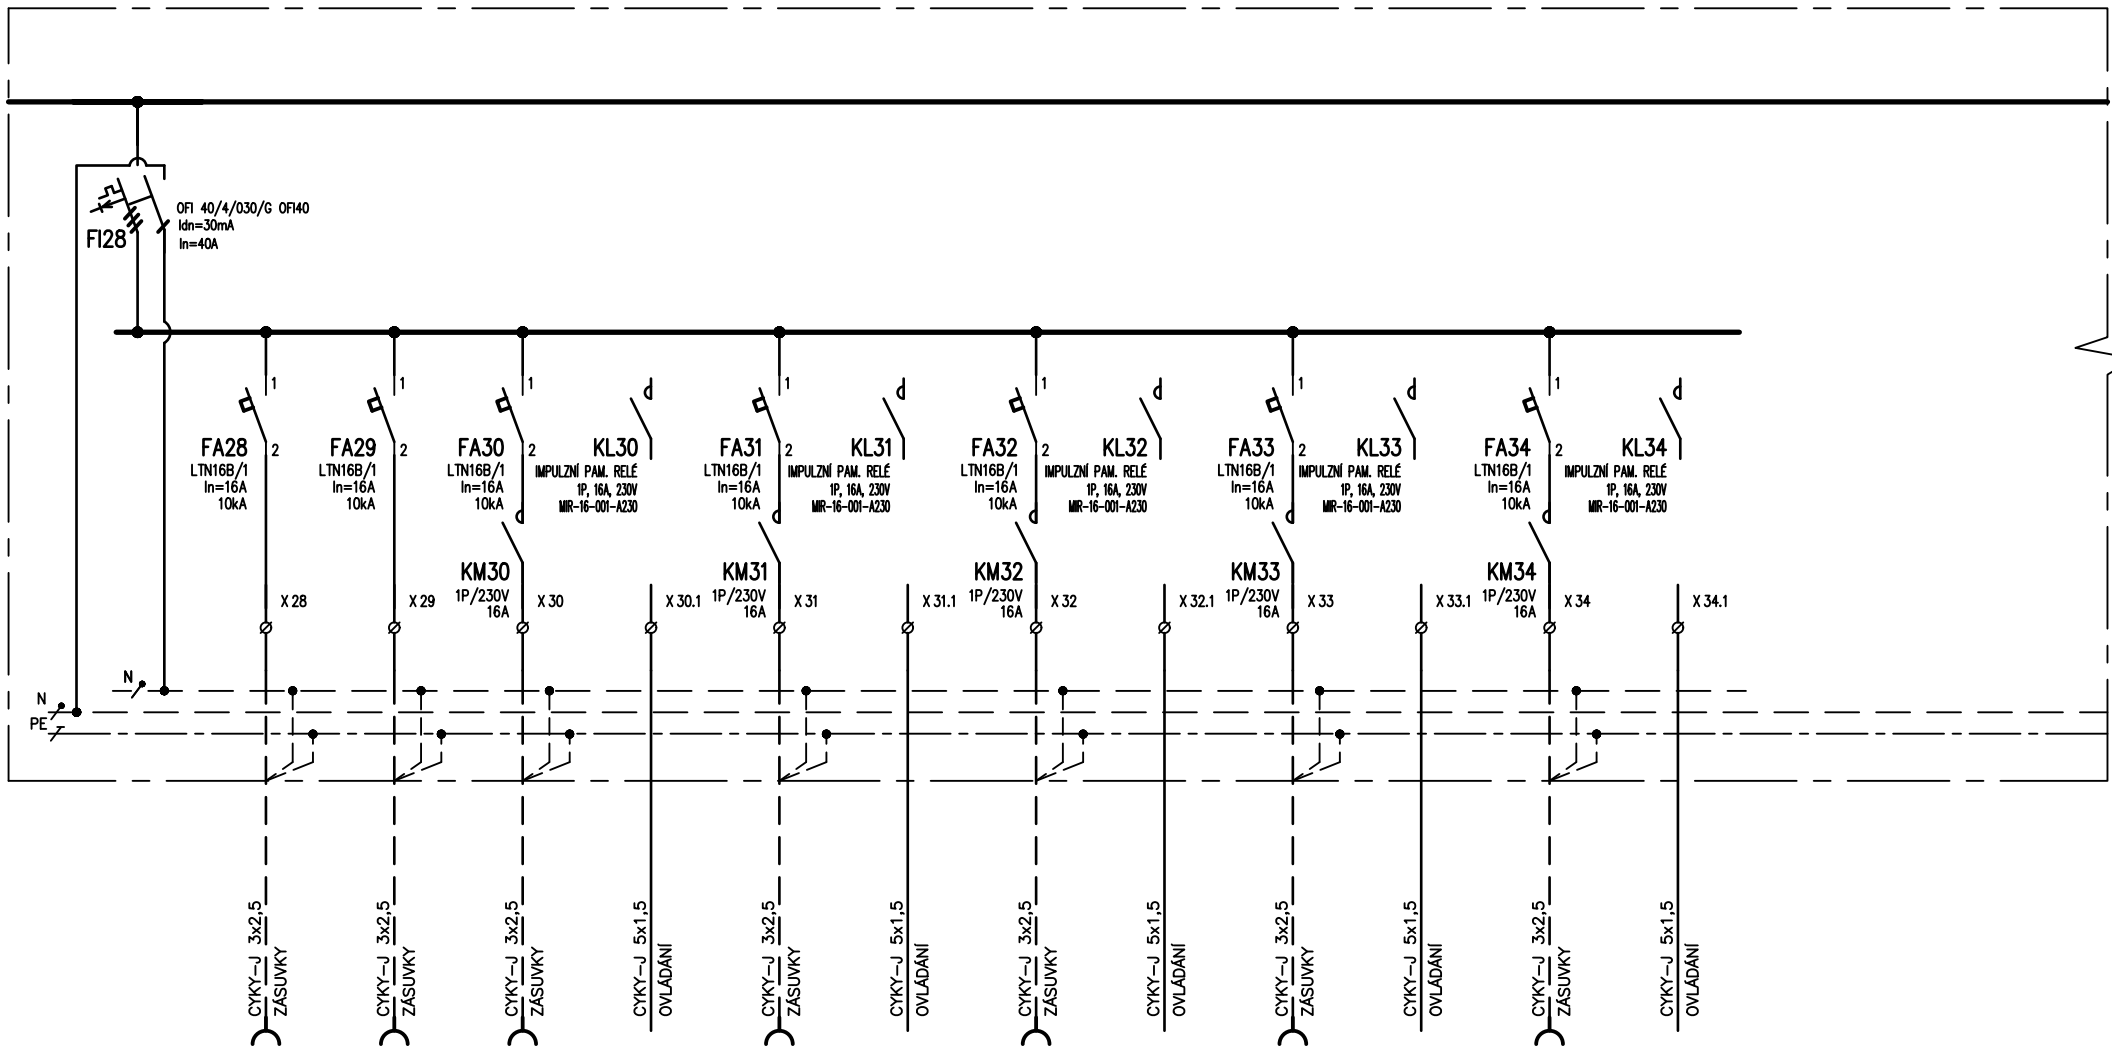 OFI 40/4/030/G OFI40
Idn=30mA
In=40A
FI28
1
1
1
1
1
1
1
FA28
2
FA29
2
FA30
2
KL30
FA31
2
KL31
FA32
2
KL32
FA33
2
KL33
FA34
2
KL34
LTN16B/1
In=16A
10kA
LTN16B/1
In=16A
10kA
LTN16B/1
In=16A
10kA
IMPULZNÍ PAM. RELÉ
1P, 16A, 230V
MIR-16-001-A230
LTN16B/1
In=16A
10kA
IMPULZNÍ PAM. RELÉ
1P, 16A, 230V
MIR-16-001-A230
LTN16B/1
In=16A
10kA
IMPULZNÍ PAM. RELÉ
1P, 16A, 230V
MIR-16-001-A230
LTN16B/1
In=16A
10kA
IMPULZNÍ PAM. RELÉ
1P, 16A, 230V
MIR-16-001-A230
LTN16B/1
In=16A
10kA
IMPULZNÍ PAM. RELÉ
1P, 16A, 230V
MIR-16-001-A230
KM30
1P/230V
16A
KM31
1P/230V
16A
KM32
1P/230V
16A
KM33
1P/230V
16A
KM34
1P/230V
16A
X 28
X 29
X 30
X 30.1
X 31
X 31.1
X 32
X 32.1
X 33
X 33.1
X 34
X 34.1
N
N
PE
CYKY-J 3x2,5
ZÁSUVKY
CYKY-J 3x2,5
ZÁSUVKY
CYKY-J 3x2,5
ZÁSUVKY
CYKY-J 5x1,5
OVLÁDÁNÍ
CYKY-J 3x2,5
ZÁSUVKY
CYKY-J 5x1,5
OVLÁDÁNÍ
CYKY-J 3x2,5
ZÁSUVKY
CYKY-J 5x1,5
OVLÁDÁNÍ
CYKY-J 3x2,5
ZÁSUVKY
CYKY-J 5x1,5
OVLÁDÁNÍ
CYKY-J 3x2,5
ZÁSUVKY
CYKY-J 5x1,5
OVLÁDÁNÍ